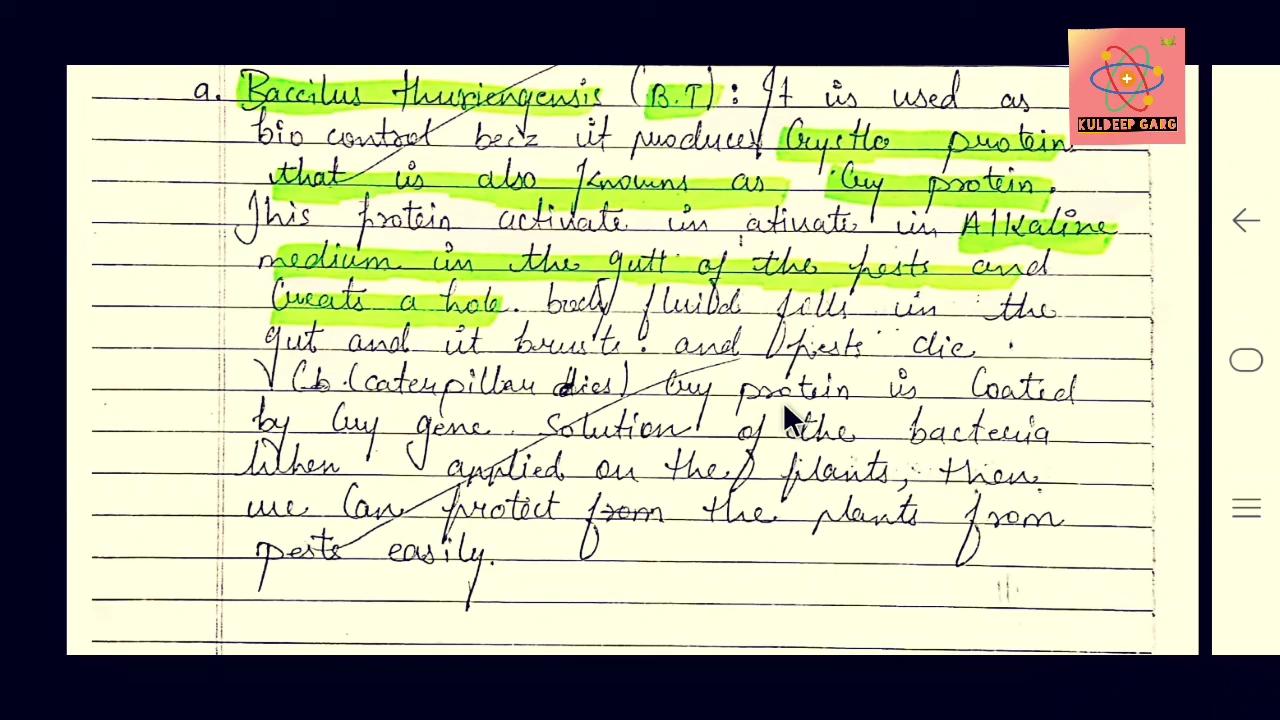 a. Baccilus thuriengensis (B.T) : It is used as
bio control becz it produces Crystto protein
that is also knowns as Cry protein.
This protein activate in ativate in Alkaline
medium in the gutt of the pests and
Creats a hole. body fluid fills in the
gut and it brusts. and pests die.
(caterpillar dies) Cry protein is Coated
by Cry gene. Solution of the bacteria
When applied on the plants, then
we Can protect from the plants from
pests easily.
KULDEEP GARG